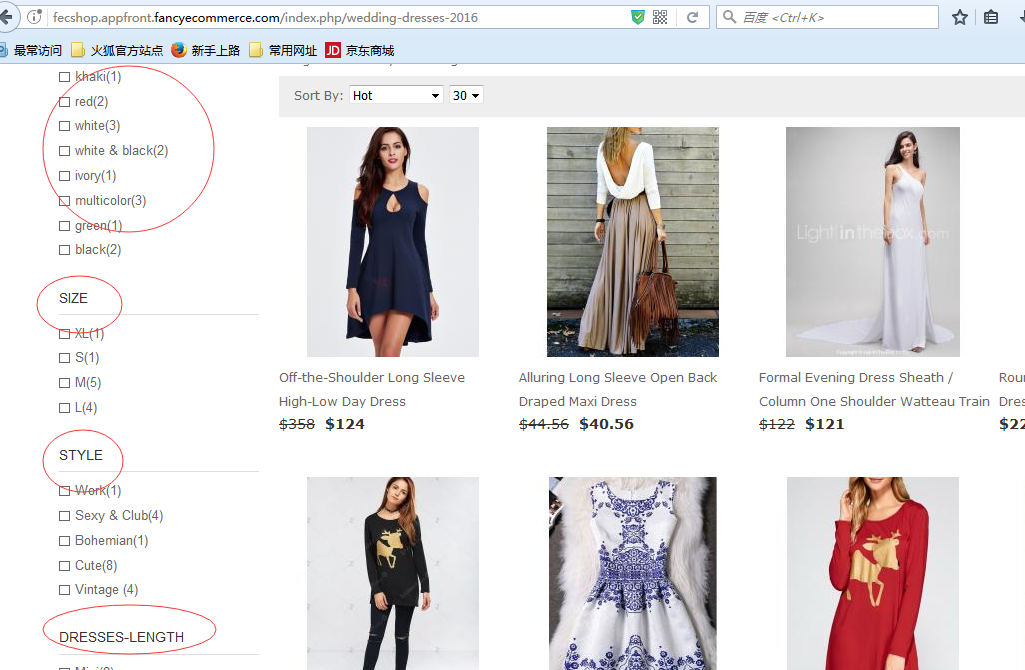 fecshop.appfront.fancyecommerce.com/index.php/wedding-dresses-2016
百度 <Ctrl+K>
最常访问 火狐官方站点 新手上路 常用网址 JD 京东商城
khaki(1)
red(2)
white(3)
white & black(2)
ivory(1)
multicolor(3)
green(1)
black(2)
SIZE
XL(1)
S(1)
M(5)
L(4)
STYLE
Work(1)
Sexy & Club(4)
Bohemian(1)
Cute(8)
Vintage (4)
DRESSES-LENGTH
Sort By: Hot 30
Light in the box.com
Off-the-Shoulder Long Sleeve
High-Low Day Dress
$358 $124
Alluring Long Sleeve Open Back
Draped Maxi Dress
$44.56 $40.56
Formal Evening Dress Sheath /
Column One Shoulder Watteau Train
$122 $121